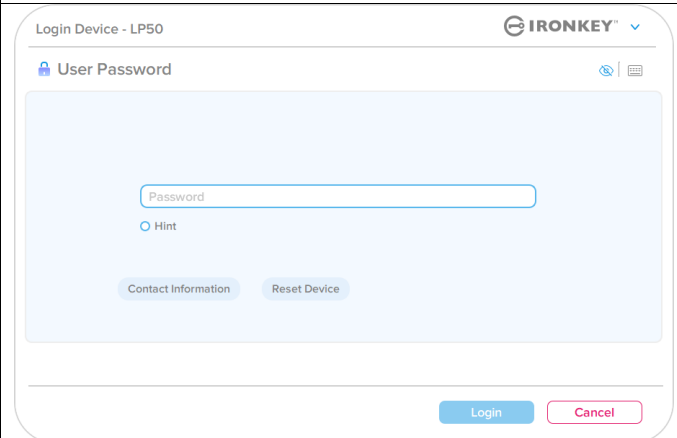 Login Device - LP50
IRONKEY™
User Password
Password
Hint
Contact Information
Reset Device
Login
Cancel